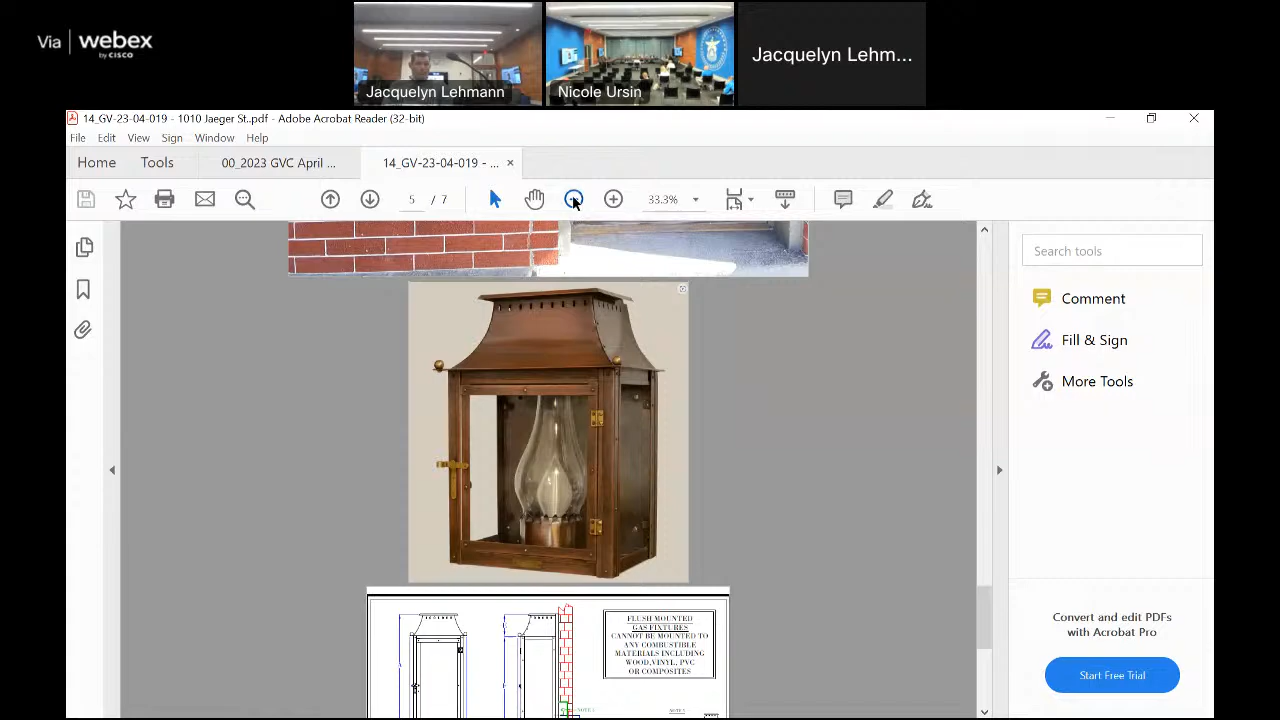 Via | webex
by CISCO
Jacquelyn Lehmann
Nicole Ursin
Jacquelyn Lehm...
14_GV-23-04-019 - 1010 Jaeger St..pdf - Adobe Acrobat Reader (32-bit)
File Edit View Sign Window Help
Home Tools 00_2023 GVC April ... 14_GV-23-04-019 - ... ×
5 / 7 33.3%
Search tools
Comment
Fill & Sign
More Tools
FLUSH MOUNTED
GAS FIXTURES
CANNOT BE MOUNTED TO
ANY COMBUSTIBLE
MATERIALS INCLUDING
WOOD,VINYL, PVC
OR COMPOSITES
Convert and edit PDFs
with Acrobat Pro
Start Free Trial